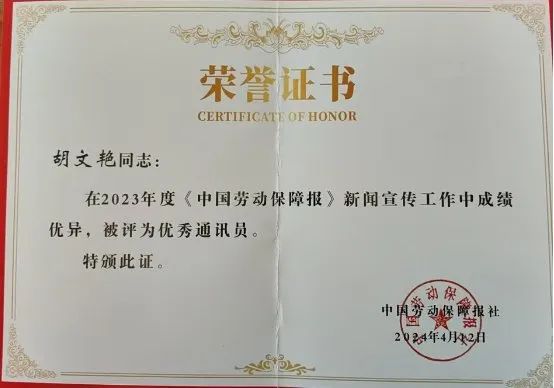 荣誉证书
CERTIFICATE OF HONOR
胡文艳同志：
在2023年度《中国劳动保障报》新闻宣传工作中成绩
优异，被评为优秀通讯员。
特颁此证。
中国劳动保障报社
2024年4月12日